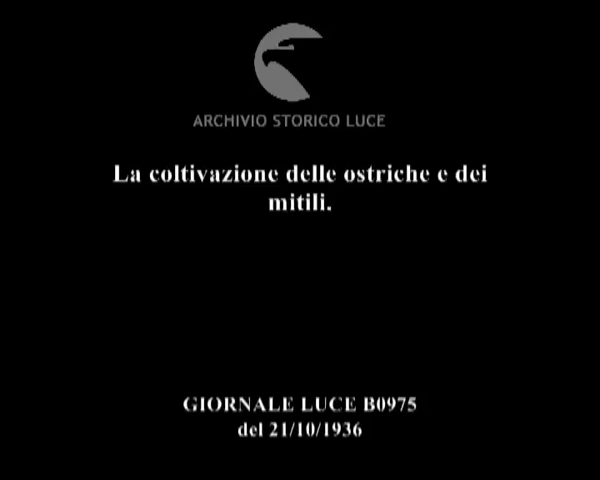 ARCHIVIO STORICO LUCE
La coltivazione delle ostriche e dei
mitili.
GIORNALE LUCE B0975
del 21/10/1936